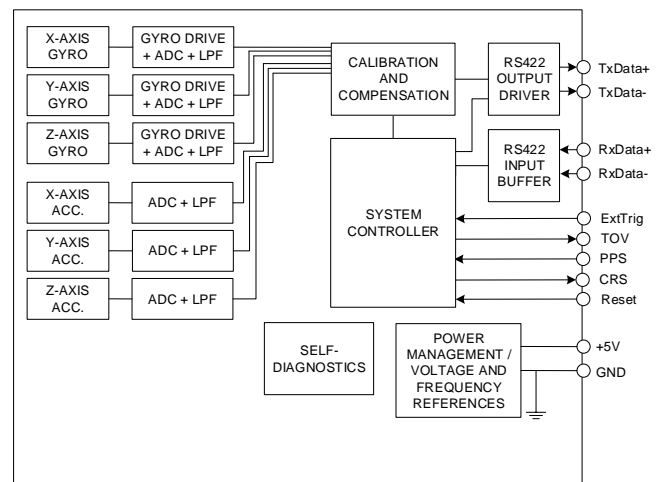 X-AXIS
GYRO
GYRO DRIVE
+ ADC + LPF
Y-AXIS
GYRO
GYRO DRIVE
+ ADC + LPF
Z-AXIS
GYRO
GYRO DRIVE
+ ADC + LPF
X-AXIS
ACC.
ADC + LPF
Y-AXIS
ACC.
ADC + LPF
Z-AXIS
ACC.
ADC + LPF
CALIBRATION
AND
COMPENSATION
RS422
OUTPUT
DRIVER
TxData+
TxData-
RS422
INPUT
BUFFER
RxData+
RxData-
SYSTEM
CONTROLLER
ExtTrig
TOV
PPS
CRS
Reset
SELF-
DIAGNOSTICS
POWER
MANAGEMENT /
VOLTAGE AND
FREQUENCY
REFERENCES
+5V
GND